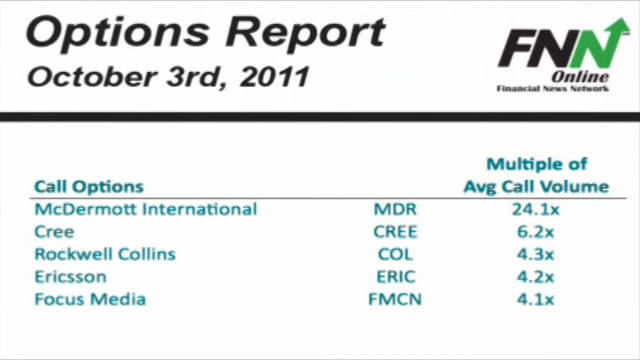 Options Report
October 3rd, 2011
FNN
Online
Financial News Network
Multiple of
Call Options Avg Call Volume
McDermott International MDR 24.1x
Cree CREE 6.2x
Rockwell Collins COL 4.3x
Ericsson ERIC 4.2x
Focus Media FMCN 4.1x